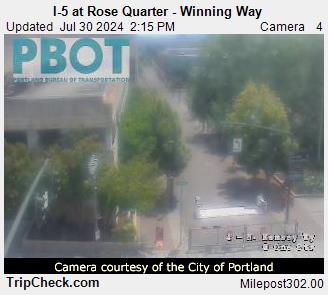 I-5 at Rose Quarter - Winning Way
Updated Jul 30 2024 2:15 PM Camera 4
PBOT
PORTLAND BUREAU OF TRANSPORTATION
Camera courtesy of the City of Portland
TripCheck.com Milepost302.00